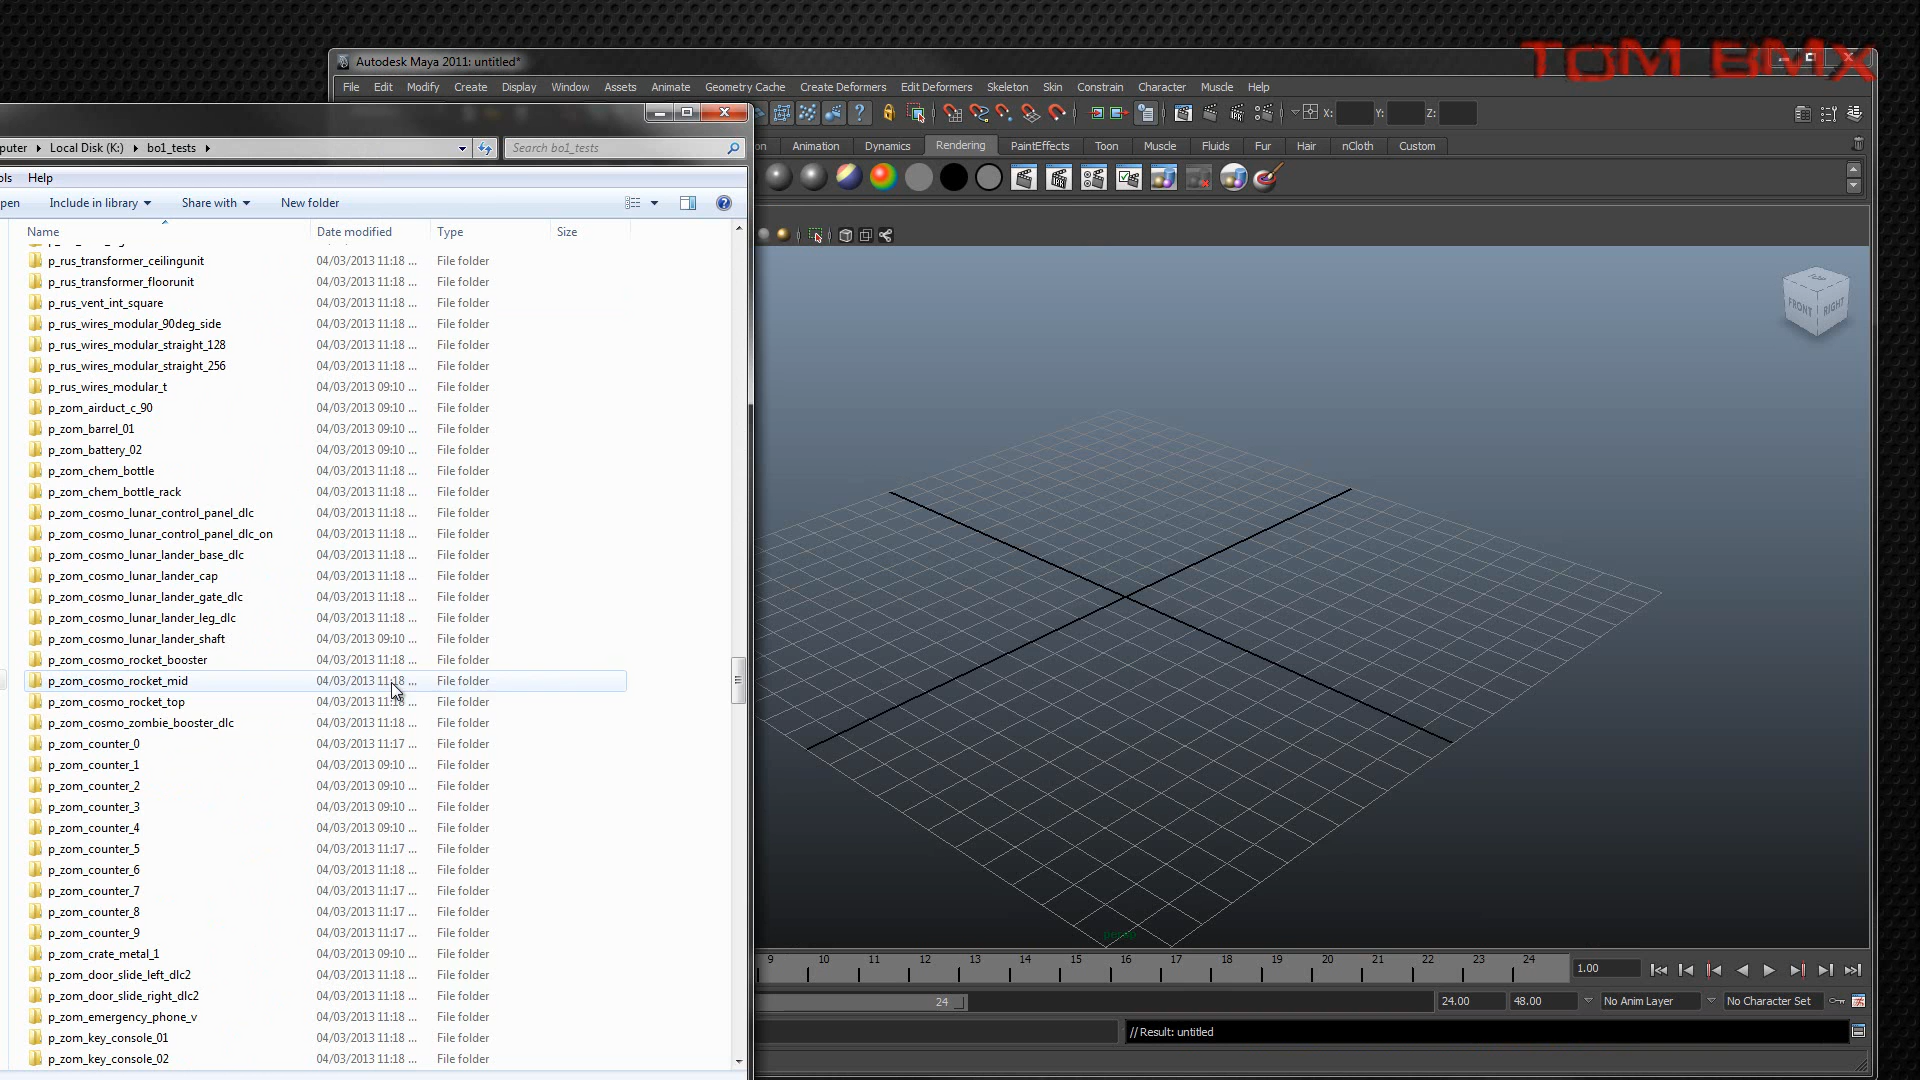 TOM BMX
Autodesk Maya 2011: untitled*
File Edit Modify Create Display Window Assets Animate Geometry Cache Create Deformers Edit Deformers Skeleton Skin Constrain Character Muscle Help
X: Y: Z:
Animation Dynamics Rendering PaintEffects Toon Muscle Fluids Fur Hair nCloth Custom
Local Disk (K:) bo1_tests Search bo1_tests
Help
Include in library Share with New folder
Name Date modified Type Size
p_rus_transformer_ceilingunit 04/03/2013 11:18 ... File folder
p_rus_transformer_floorunit 04/03/2013 11:18 ... File folder
p_rus_vent_int_square 04/03/2013 11:18 ... File folder
p_rus_wires_modular_90deg_side 04/03/2013 11:18 ... File folder
p_rus_wires_modular_straight_128 04/03/2013 11:18 ... File folder
p_rus_wires_modular_straight_256 04/03/2013 11:18 ... File folder
p_rus_wires_modular_t 04/03/2013 09:10 ... File folder
p_zom_airduct_c_90 04/03/2013 09:10 ... File folder
p_zom_barrel_01 04/03/2013 09:10 ... File folder
p_zom_battery_02 04/03/2013 09:10 ... File folder
p_zom_chem_bottle 04/03/2013 11:18 ... File folder
p_zom_chem_bottle_rack 04/03/2013 11:18 ... File folder
p_zom_cosmo_lunar_control_panel_dlc 04/03/2013 11:18 ... File folder
p_zom_cosmo_lunar_control_panel_dlc_on 04/03/2013 11:18 ... File folder
p_zom_cosmo_lunar_lander_base_dlc 04/03/2013 11:18 ... File folder
p_zom_cosmo_lunar_lander_cap 04/03/2013 11:18 ... File folder
p_zom_cosmo_lunar_lander_gate_dlc 04/03/2013 11:18 ... File folder
p_zom_cosmo_lunar_lander_leg_dlc 04/03/2013 11:18 ... File folder
p_zom_cosmo_lunar_lander_shaft 04/03/2013 09:10 ... File folder
p_zom_cosmo_rocket_booster 04/03/2013 11:18 ... File folder
p_zom_cosmo_rocket_mid 04/03/2013 11:18 ... File folder
p_zom_cosmo_rocket_top 04/03/2013 11:18 ... File folder
p_zom_cosmo_zombie_booster_dlc 04/03/2013 11:18 ... File folder
p_zom_counter_0 04/03/2013 11:17 ... File folder
p_zom_counter_1 04/03/2013 09:10 ... File folder
p_zom_counter_2 04/03/2013 09:10 ... File folder
p_zom_counter_3 04/03/2013 09:10 ... File folder
p_zom_counter_4 04/03/2013 09:10 ... File folder
p_zom_counter_5 04/03/2013 11:17 ... File folder
p_zom_counter_6 04/03/2013 11:18 ... File folder
p_zom_counter_7 04/03/2013 11:17 ... File folder
p_zom_counter_8 04/03/2013 11:17 ... File folder
p_zom_counter_9 04/03/2013 11:17 ... File folder
p_zom_crate_metal_1 04/03/2013 09:10 ... File folder
p_zom_door_slide_left_dlc2 04/03/2013 11:18 ... File folder
p_zom_door_slide_right_dlc2 04/03/2013 11:18 ... File folder
p_zom_emergency_phone_v 04/03/2013 11:18 ... File folder
p_zom_key_console_01 04/03/2013 11:18 ... File folder
p_zom_key_console_02 04/03/2013 11:18 ... File folder
TOP
FRONT RIGHT
persp
9 10 11 12 13 14 15 16 17 18 19 20 21 22 23 24 1.00
24 24.00 48.00 No Anim Layer No Character Set
// Result: untitled